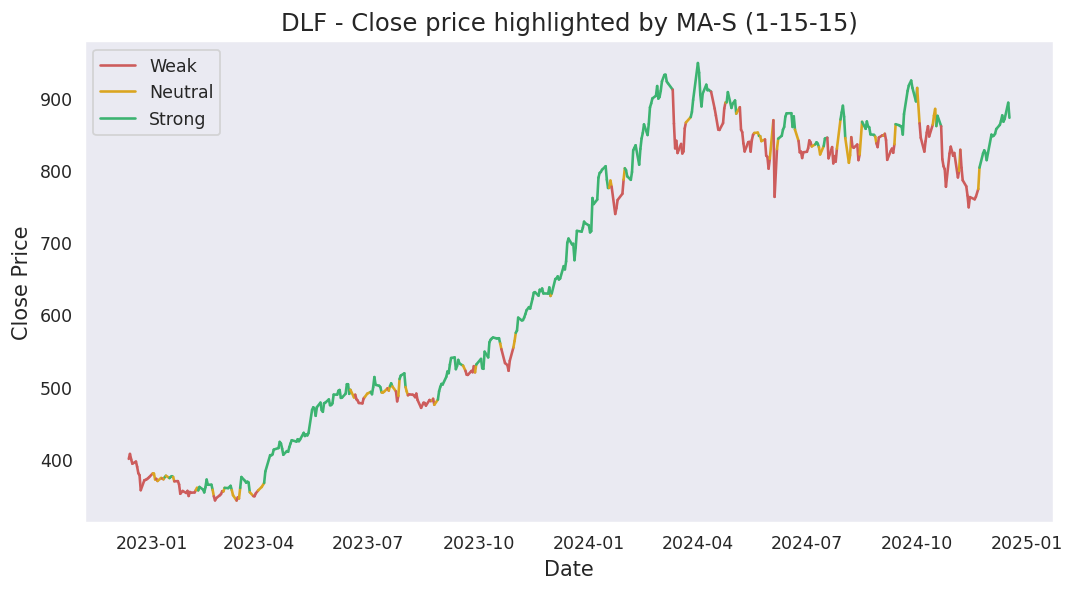 DLF - Close price highlighted by MA-S (1-15-15)
Weak
Neutral
Strong
Close Price
900
800
700
600
500
400
2023-01 2023-04 2023-07 2023-10 2024-01 2024-04 2024-07 2024-10 2025-01
Date